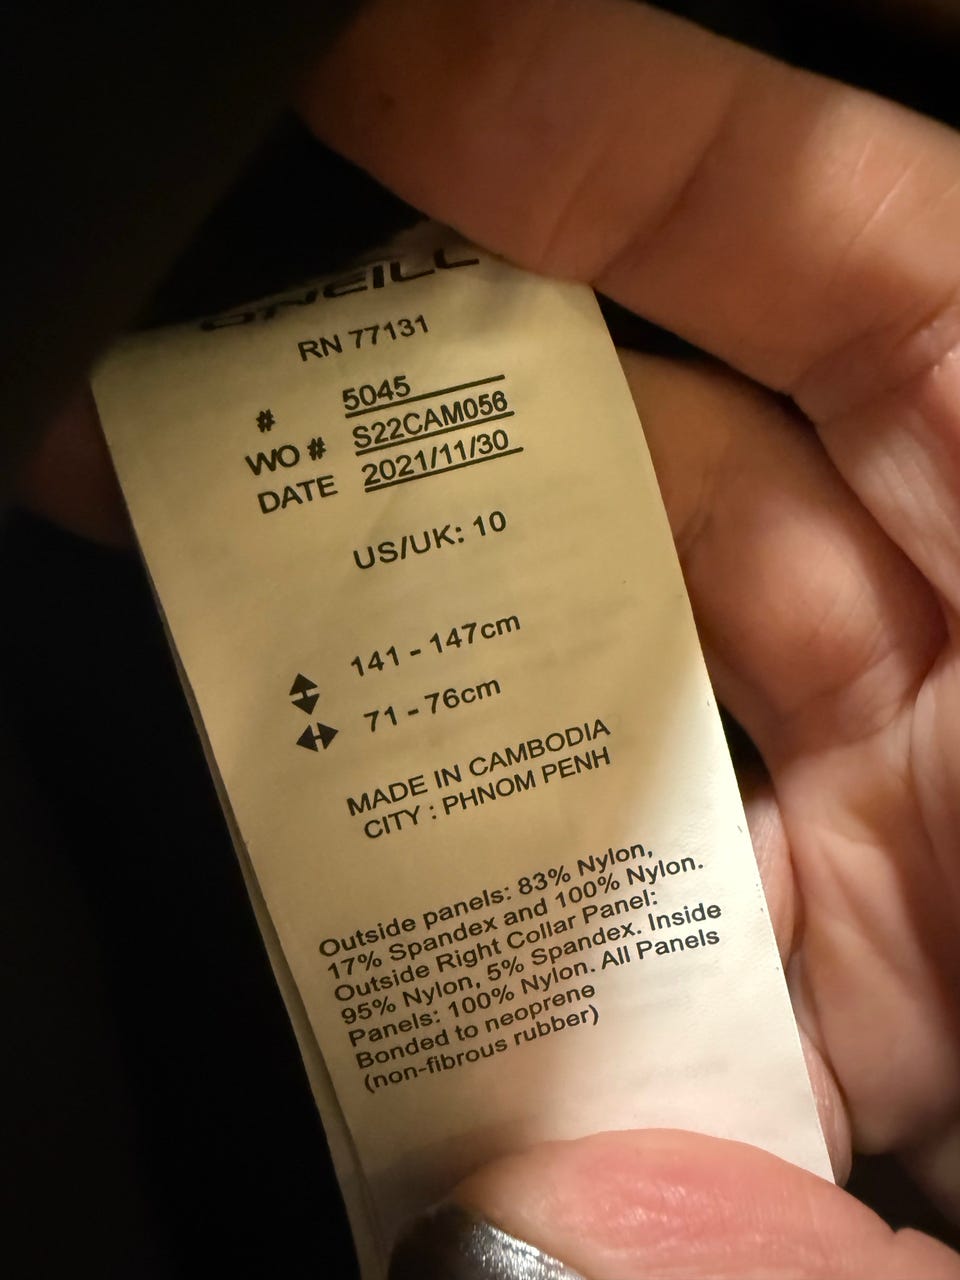 O'NEILL
RN 77131
# 5045
WO # S22CAM056
DATE 2021/11/30
US/UK: 10
141 - 147cm
71 - 76cm
MADE IN CAMBODIA
CITY : PHNOM PENH
Outside panels: 83% Nylon,
17% Spandex and 100% Nylon.
Outside Right Collar Panel:
95% Nylon, 5% Spandex. Inside
Panels: 100% Nylon. All Panels
Bonded to neoprene
(non-fibrous rubber)